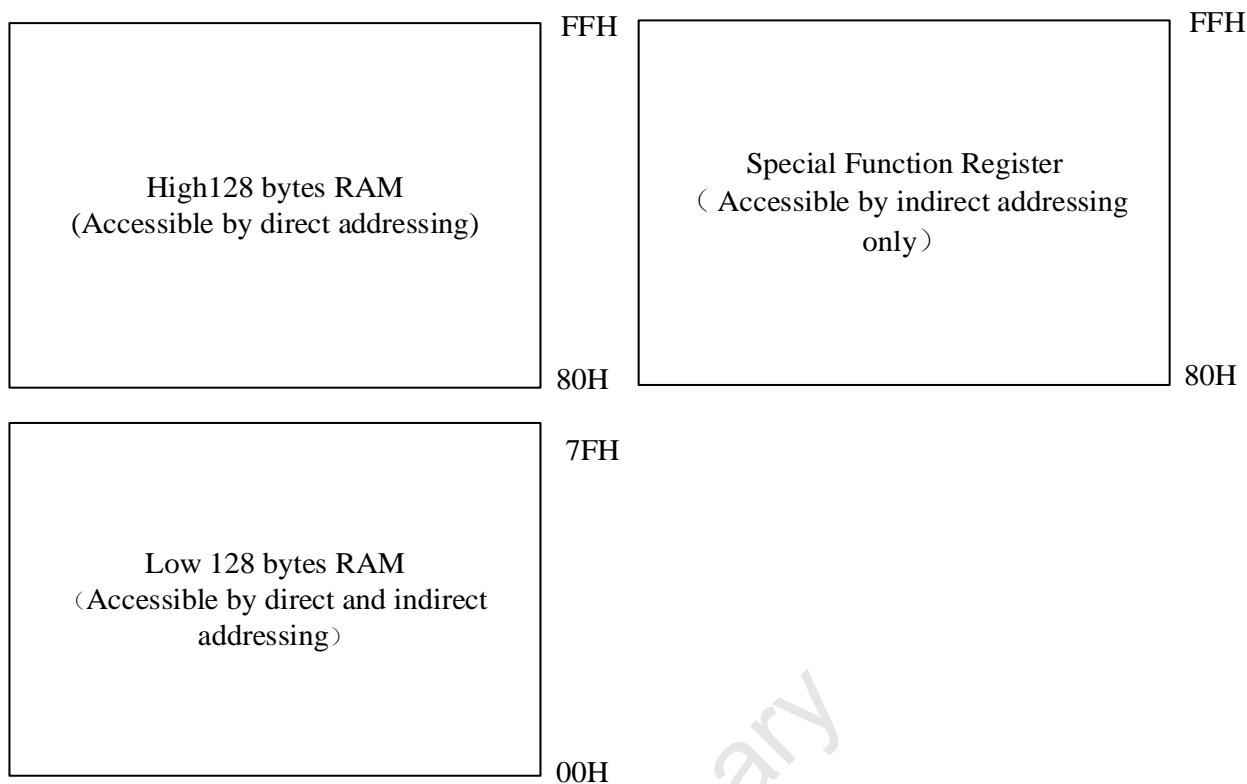 FFH
High128 bytes RAM
(Accessible by direct addressing)
80H
FFH
Special Function Register
（ Accessible by indirect addressing
only）
80H
7FH
Low 128 bytes RAM
（Accessible by direct and indirect
addressing）
00H
ary